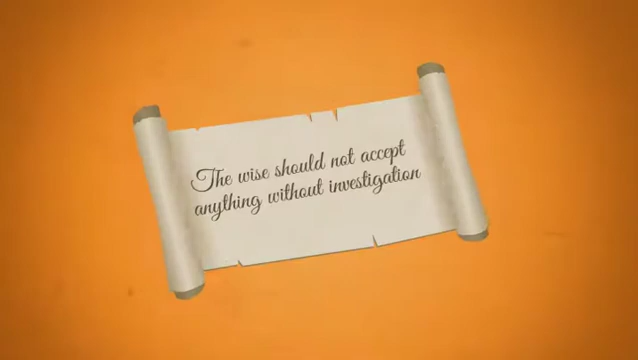 The wise should not accept
anything without investigation